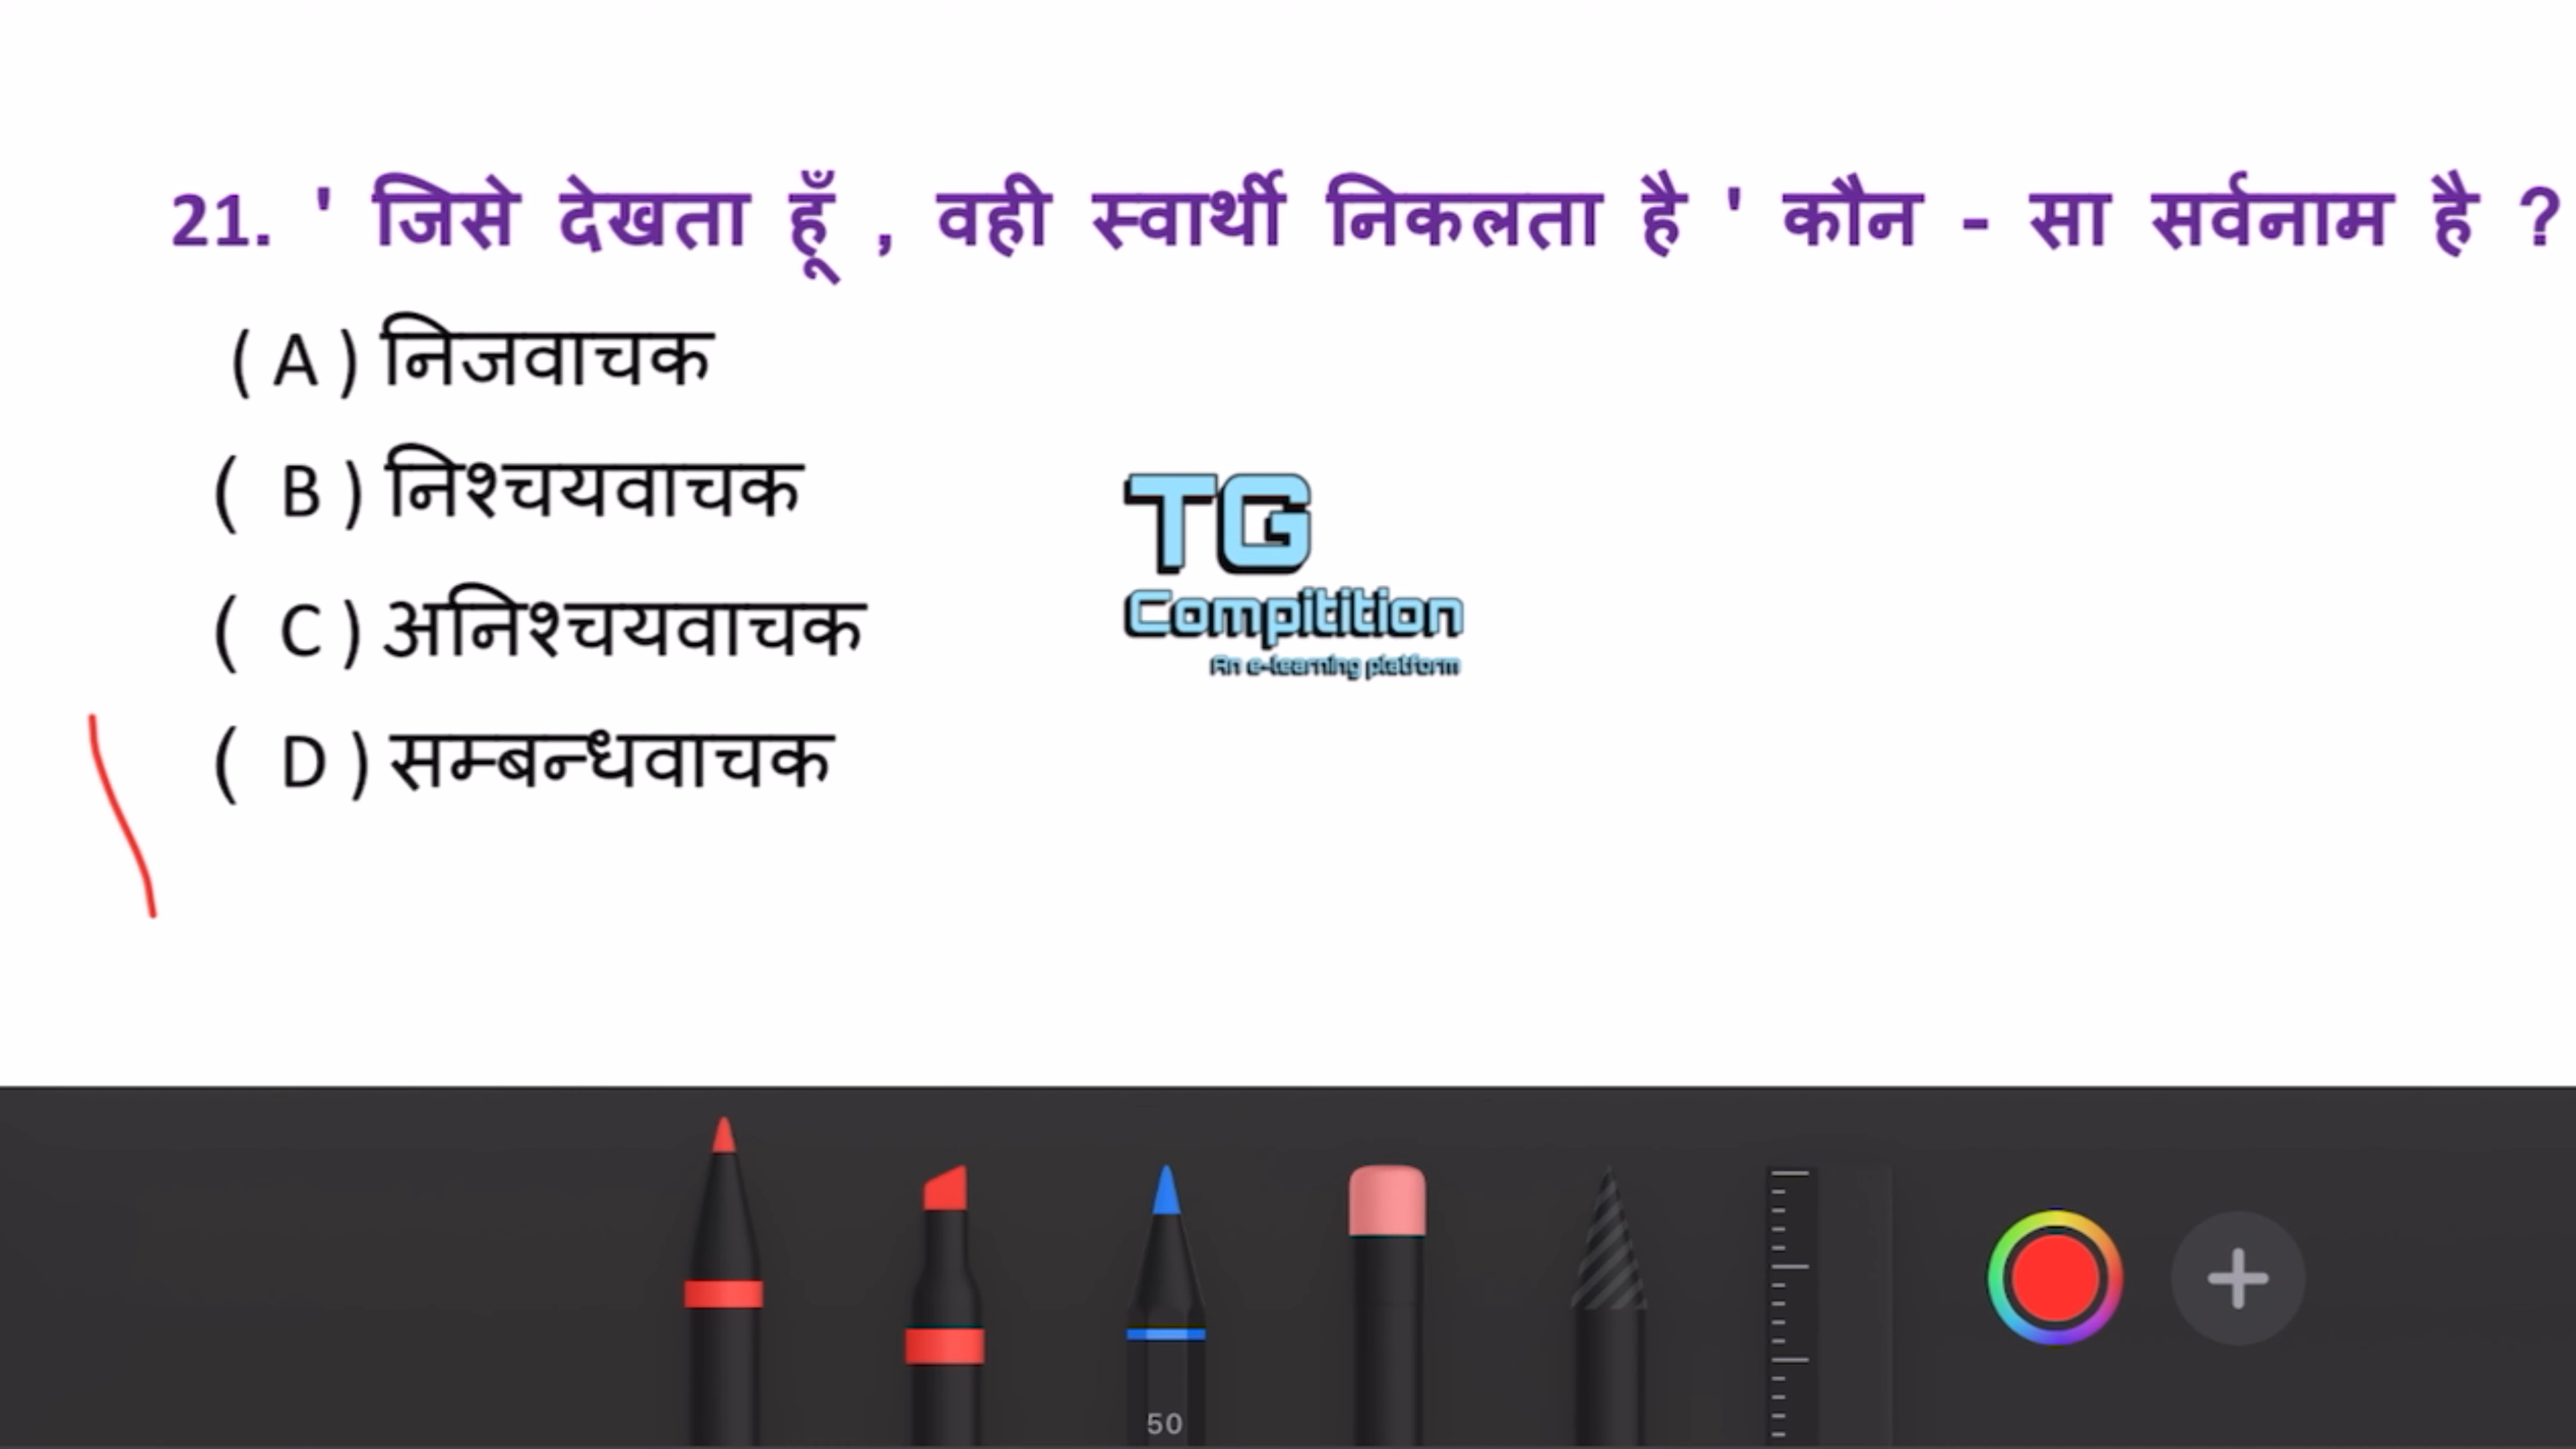 21. ' जिसे देखता हूँ , वही स्वार्थी निकलता है ' कौन - सा सर्वनाम है ?
( A ) निजवाचक
( B ) निश्चयवाचक
( C ) अनिश्चयवाचक
( D ) सम्बन्धवाचक
TG
Compitition
An e-learning platform
50